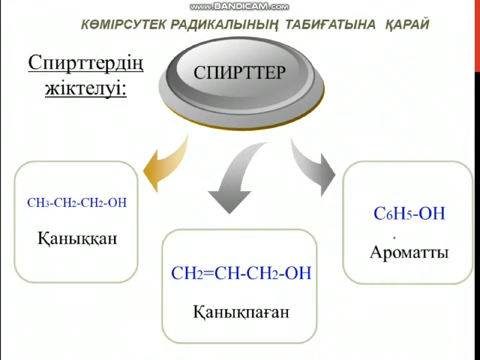 www.BANDICAM.com
КӨМІРСУТЕК РАДИКАЛЫНЫҢ ТАБИҒАТЫНА ҚАРАЙ
Спирттердің
жіктелуі:
СПИРТТЕР
CH3-CH2-CH2-OH
Қаныққан
CH2=CH-CH2-OH
Қанықпаған
C6H5-OH
Ароматты